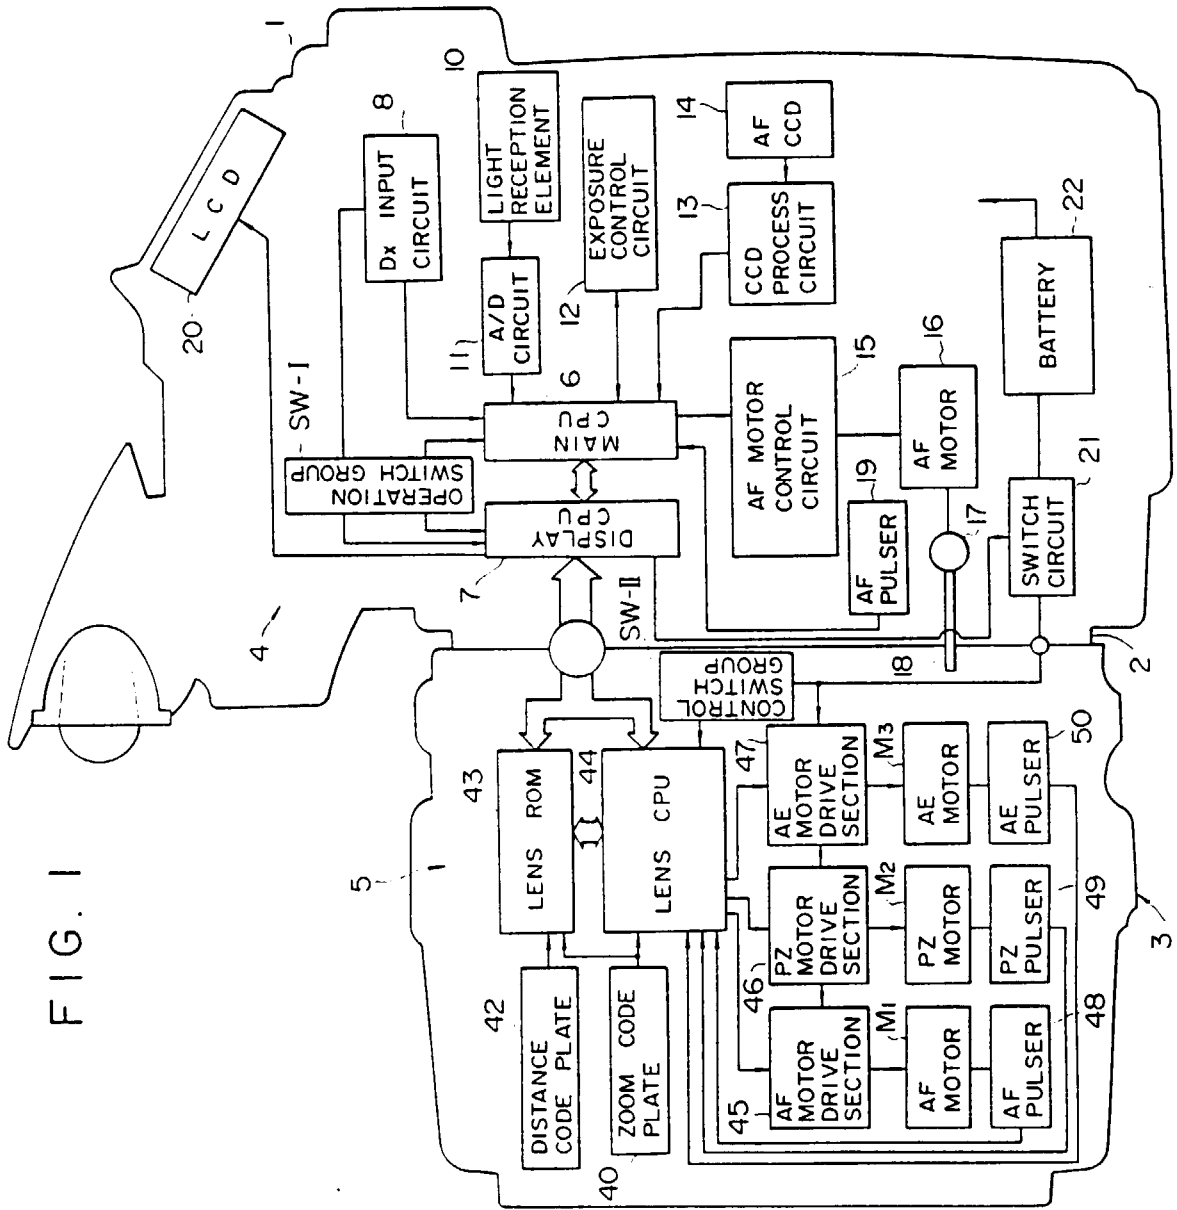 FIG. 1
1
LCD
20
8
Dx INPUT
CIRCUIT
10
LIGHT
RECEPTION
ELEMENT
11
A/D
CIRCUIT
12
EXPOSURE
CONTROL
CIRCUIT
14
AF
CCD
13
CCD
PROCESS
CIRCUIT
SW-I
OPERATION
SWITCH GROUP
6
MAIN
CPU
7
DISPLAY
CPU
4
15
AF MOTOR
CONTROL
CIRCUIT
16
AF
MOTOR
17
18
19
AF
PULSER
22
BATTERY
21
SWITCH
CIRCUIT
2
SW-II
CONTROL
SWITCH
GROUP
5
43
LENS ROM
44
LENS CPU
42
DISTANCE
CODE PLATE
40
ZOOM CODE
PLATE
45
AF
MOTOR
DRIVE
SECTION
46
PZ
MOTOR
DRIVE
SECTION
47
AE
MOTOR
DRIVE
SECTION
M1
AF
MOTOR
M2
PZ
MOTOR
M3
AE
MOTOR
48
AF
PULSER
49
PZ
PULSER
50
AE
PULSER
3